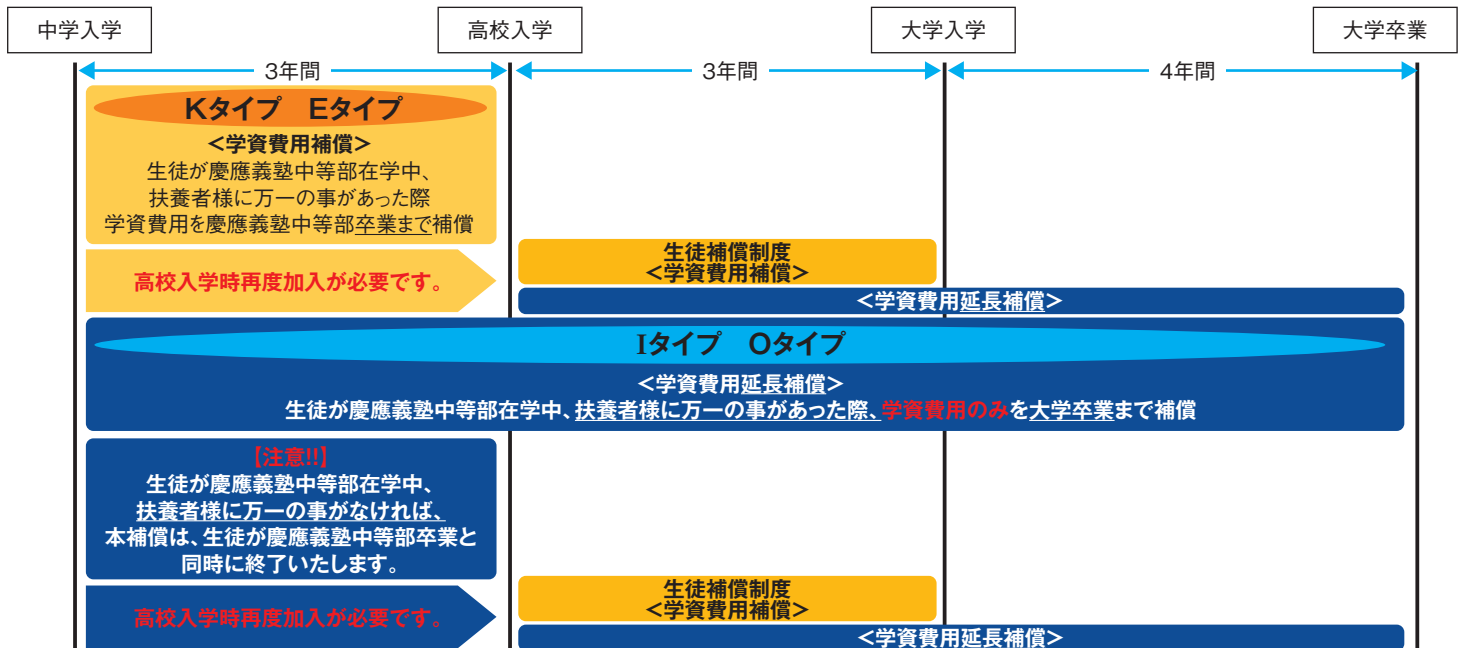 中学入学
高校入学
大学入学
大学卒業
3年間
3年間
4年間
Kタイプ Eタイプ
<学資費用補償>
生徒が慶應義塾中等部在学中、
扶養者様に万一の事があった際
学資費用を慶應義塾中等部卒業まで補償
高校入学時再度加入が必要です。
生徒補償制度
<学資費用補償>
<学資費用延長補償>
Iタイプ Oタイプ
<学資費用延長補償>
生徒が慶應義塾中等部在学中、扶養者様に万一の事があった際、学資費用のみを大学卒業まで補償
【注意!!】
生徒が慶應義塾中等部在学中、
扶養者様に万一の事がなければ、
本補償は、生徒が慶應義塾中等部卒業と
同時に終了いたします。
高校入学時再度加入が必要です。
生徒補償制度
<学資費用補償>
<学資費用延長補償>